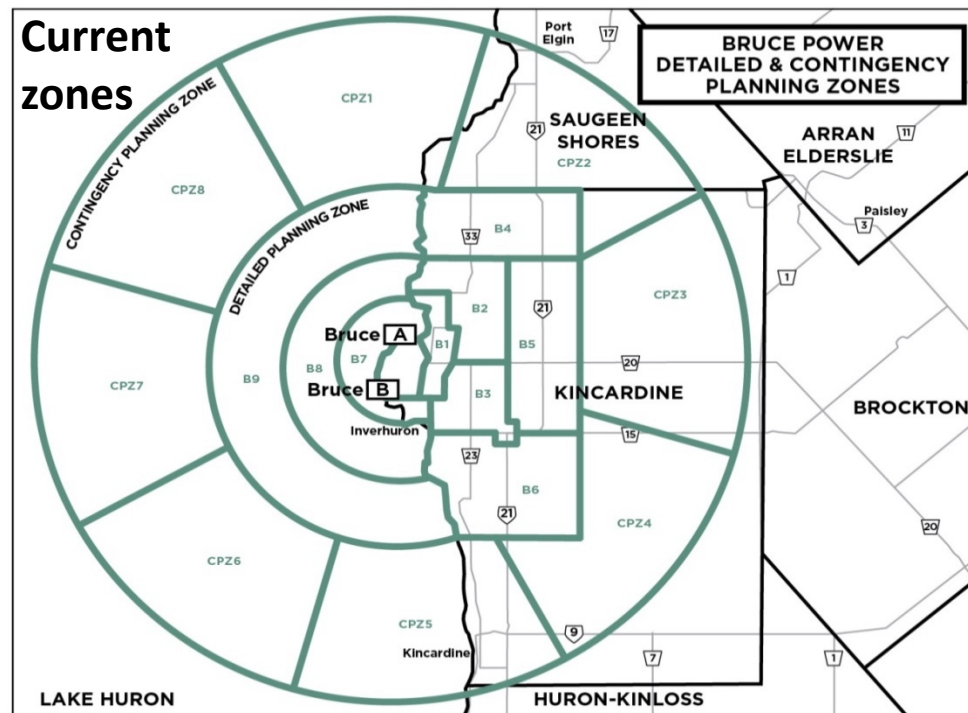 Current
zones
BRUCE POWER
DETAILED & CONTINGENCY
PLANNING ZONES
Port
Elgin
17
CPZ1
CONTINGENCY PLANNING ZONE
21
SAUGEEN
SHORES
CPZ2
ARRAN
ELDERSLIE
11
CPZ8
DETAILED PLANNING ZONE
Paisley
3
33
B4
1
CPZ3
B2
21
Bruce A
B1
B5
B7
B8
20
CPZ7
B9
Bruce B
B3
KINCARDINE
BROCKTON
Inverhuron
15
23
B6
21
CPZ4
20
CPZ6
CPZ5
9
Kincardine
7
1
LAKE HURON
HURON-KINLOSS